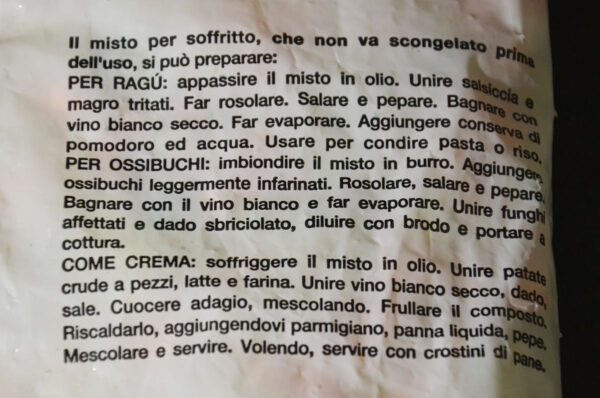 Il misto per soffritto, che non va scongelato prima
dell'uso, si può preparare:
PER RAGÚ: appassire il misto in olio. Unire salsiccia e
magro tritati. Far rosolare. Salare e pepare. Bagnare con
vino bianco secco. Far evaporare. Aggiungere conserva di
pomodoro ed acqua. Usare per condire pasta o riso.
PER OSSIBUCHI: imbiondire il misto in burro. Aggiungere
ossibuchi leggermente infarinati. Rosolare, salare e pepare.
Bagnare con il vino bianco e far evaporare. Unire funghi
affettati e dado sbriciolato, diluire con brodo e portare a
cottura.
COME CREMA: soffriggere il misto in olio. Unire patate
crude a pezzi, latte e farina. Unire vino bianco secco, dado,
sale. Cuocere adagio, mescolando. Frullare il composto.
Riscaldarlo, aggiungendovi parmigiano, panna liquida, pepe.
Mescolare e servire. Volendo, servire con crostini di pane.